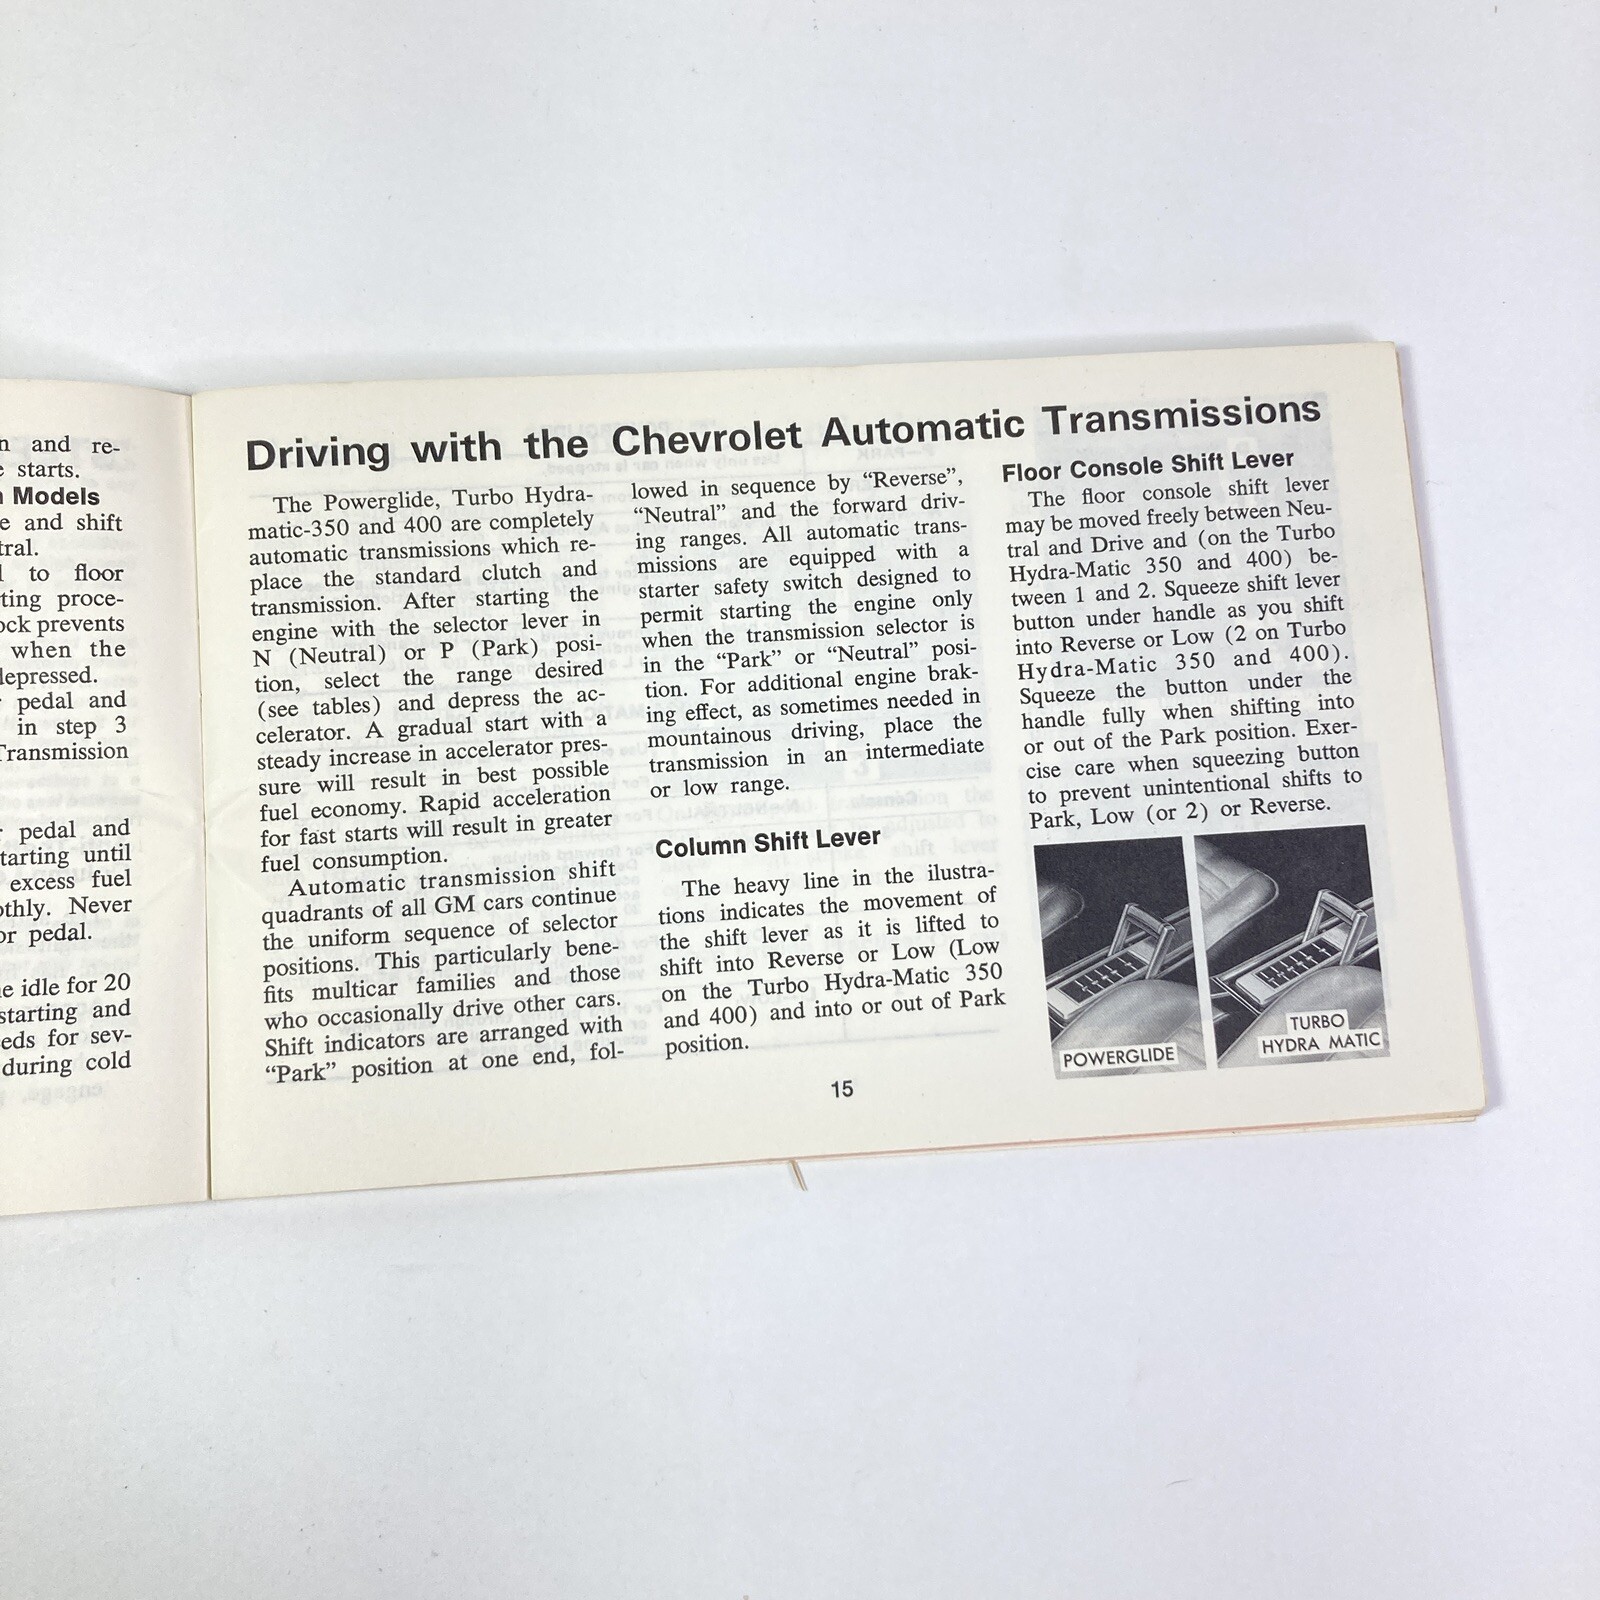 n and re-
e starts.
n Models
e and shift
tral.
l to floor
ting proce-
ock prevents
when the
depressed.
r pedal and
in step 3
Transmission
r pedal and
tarting until
excess fuel
othly. Never
or pedal.
ne idle for 20
starting and
eds for sev-
during cold
Driving with the Chevrolet Automatic Transmissions
The Powerglide, Turbo Hydra-
matic-350 and 400 are completely
automatic transmissions which re-
place the standard clutch and
transmission. After starting the
engine with the selector lever in
N (Neutral) or P (Park) posi-
tion, select the range desired
(see tables) and depress the ac-
celerator. A gradual start with a
steady increase in accelerator pres-
sure will result in best possible
fuel economy. Rapid acceleration
for fast starts will result in greater
fuel consumption.
Automatic transmission shift
quadrants of all GM cars continue
the uniform sequence of selector
positions. This particularly bene-
fits multicar families and those
who occasionally drive other cars.
Shift indicators are arranged with
“Park” position at one end, fol-
lowed in sequence by “Reverse”,
“Neutral” and the forward driv-
ing ranges. All automatic trans-
missions are equipped with a
starter safety switch designed to
permit starting the engine only
when the transmission selector is
in the “Park” or “Neutral” posi-
tion. For additional engine brak-
ing effect, as sometimes needed in
mountainous driving, place the
transmission in an intermediate
or low range.
Column Shift Lever
The heavy line in the illustra-
tions indicates the movement of
the shift lever as it is lifted to
shift into Reverse or Low (Low
on the Turbo Hydra-Matic 350
and 400) and into or out of Park
position.
Floor Console Shift Lever
The floor console shift lever
may be moved freely between Neu-
tral and Drive and (on the Turbo
Hydra-Matic 350 and 400) be-
tween 1 and 2. Squeeze shift lever
button under handle as you shift
into Reverse or Low (2 on Turbo
Hydra-Matic 350 and 400).
Squeeze the button under the
handle fully when shifting into
or out of the Park position. Exer-
cise care when squeezing button
to prevent unintentional shifts to
Park, Low (or 2) or Reverse.
POWERGLIDE
TURBO
HYDRA MATIC
15